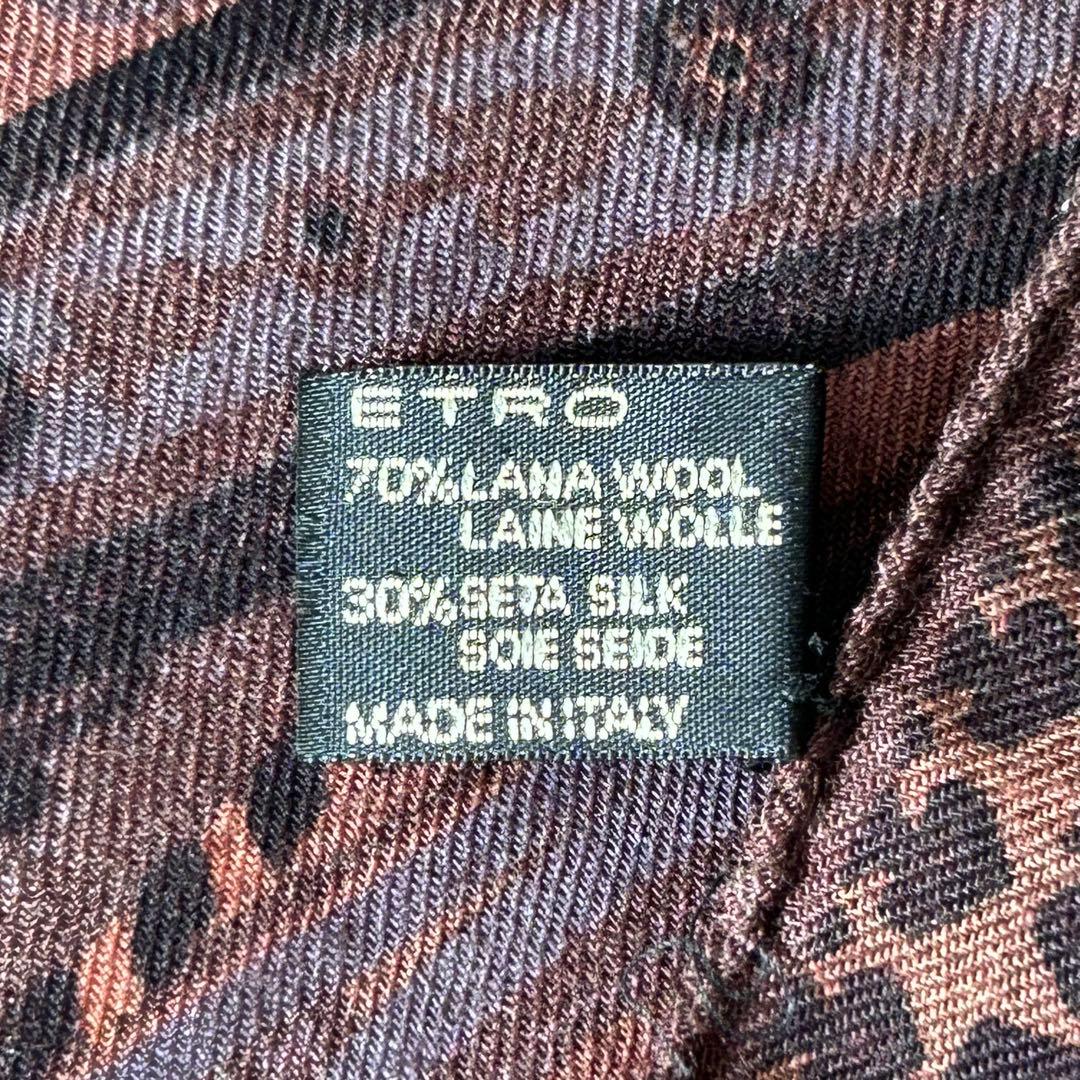 ETRO
70% LANA WOOL
LAINE WOLLE
30% SETA SILK
SOIE SEIDE
MADE IN ITALY